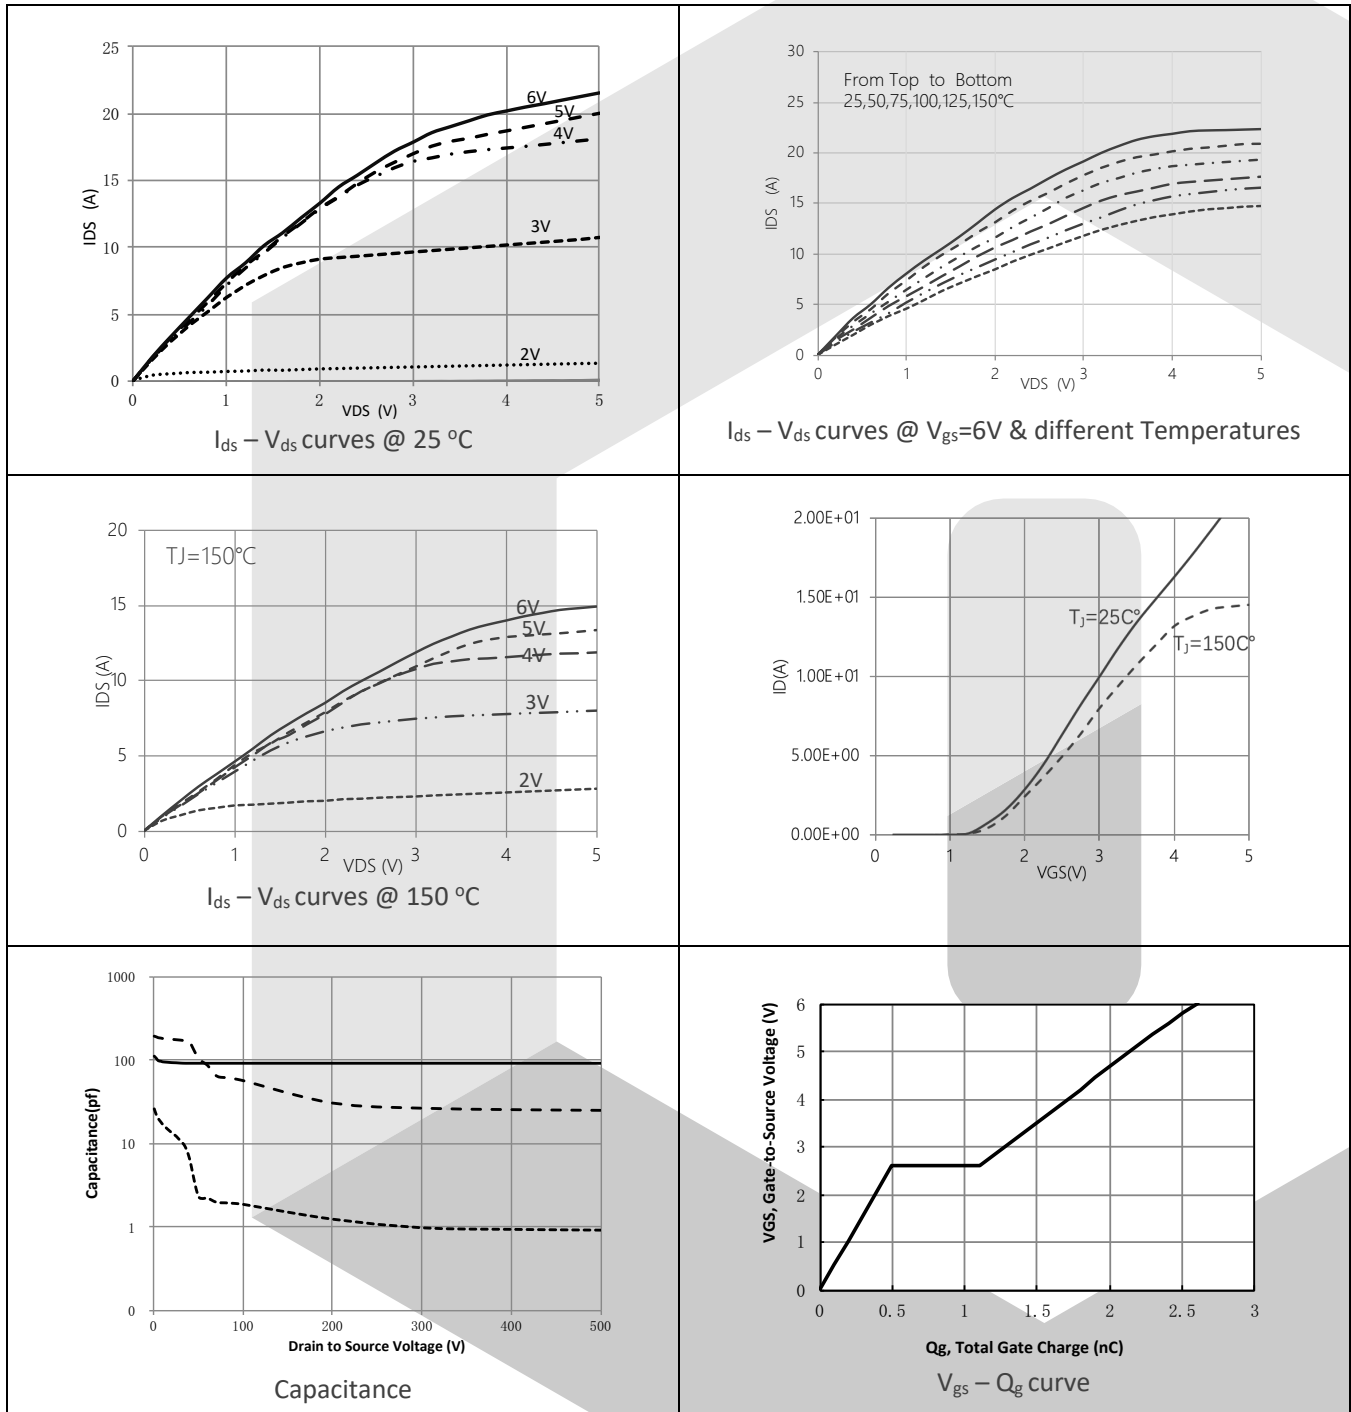 25
20
15
10
5
0
IDS (A)
6V
5V
4V
3V
2V
0 1 2 3 4 5
VDS (V)
Ids – Vds curves @ 25 oC
30
25
20
15
10
5
0
IDS (A)
From Top to Bottom
25,50,75,100,125,150°C
0 1 2 3 4 5
VDS (V)
Ids – Vds curves @ Vgs=6V & different Temperatures
20
15
10
5
0
IDS (A)
TJ=150°C
6V
5V
4V
3V
2V
0 1 2 3 4 5
VDS (V)
Ids – Vds curves @ 150 oC
2.00E+01
1.50E+01
1.00E+01
5.00E+00
0.00E+00
ID(A)
TJ=25C°
TJ=150C°
0 1 2 3 4 5
VGS(V)
1000
100
10
1
0
Capacitance(pf)
0 100 200 300 400 500
Drain to Source Voltage (V)
Capacitance
6
5
4
3
2
1
0
VGS, Gate-to-Source Voltage (V)
0 0.5 1 1.5 2 2.5 3
Qg, Total Gate Charge (nC)
Vgs – Qg curve